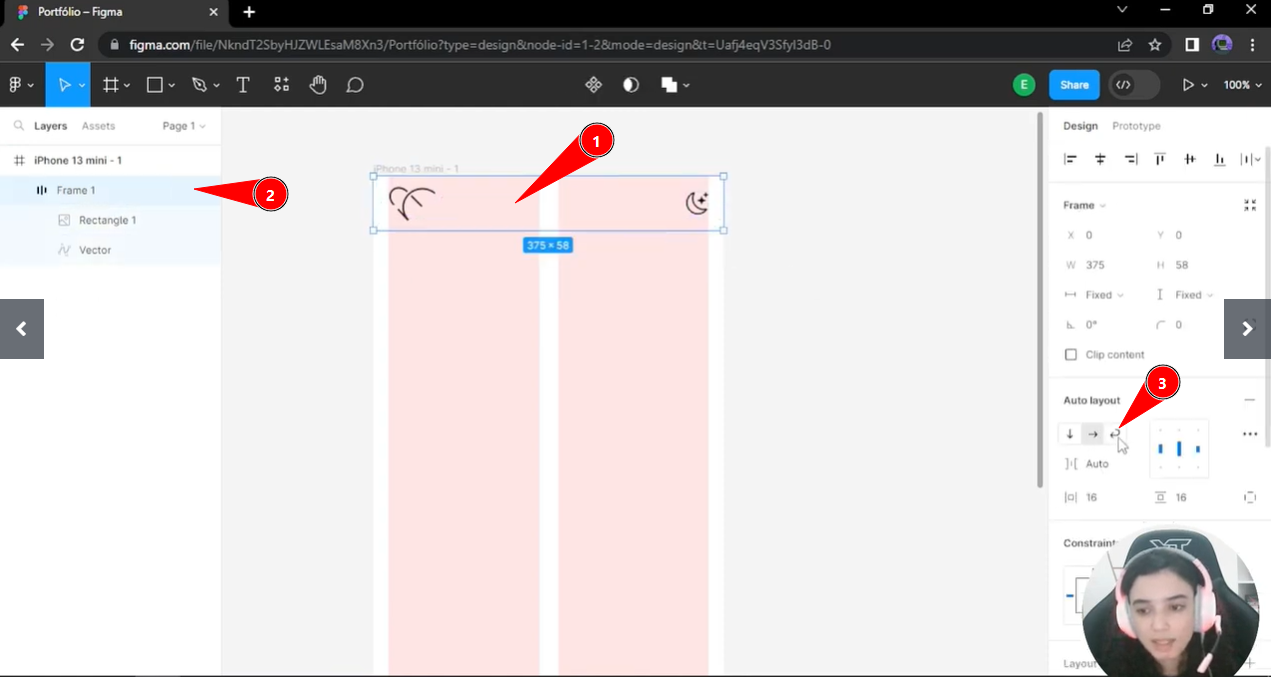 Portfólio – Figma
figma.com/file/NkndT2SbyHJZWLEsaM8Xn3/Portfólio?type=design&node-id=1-2&mode=design&t=Uafj4eqV3SfyI3dB-0
E
Share
100%
Layers Assets Page 1
iPhone 13 mini - 1
Frame 1
Rectangle 1
Vector
iPhone 13 mini - 1
375 × 58
1
2
3
Design Prototype
Frame
X 0 Y 0
W 375 H 58
Fixed Fixed
0° 0
Clip content
Auto layout
Auto
16 16
Constraint
Layou